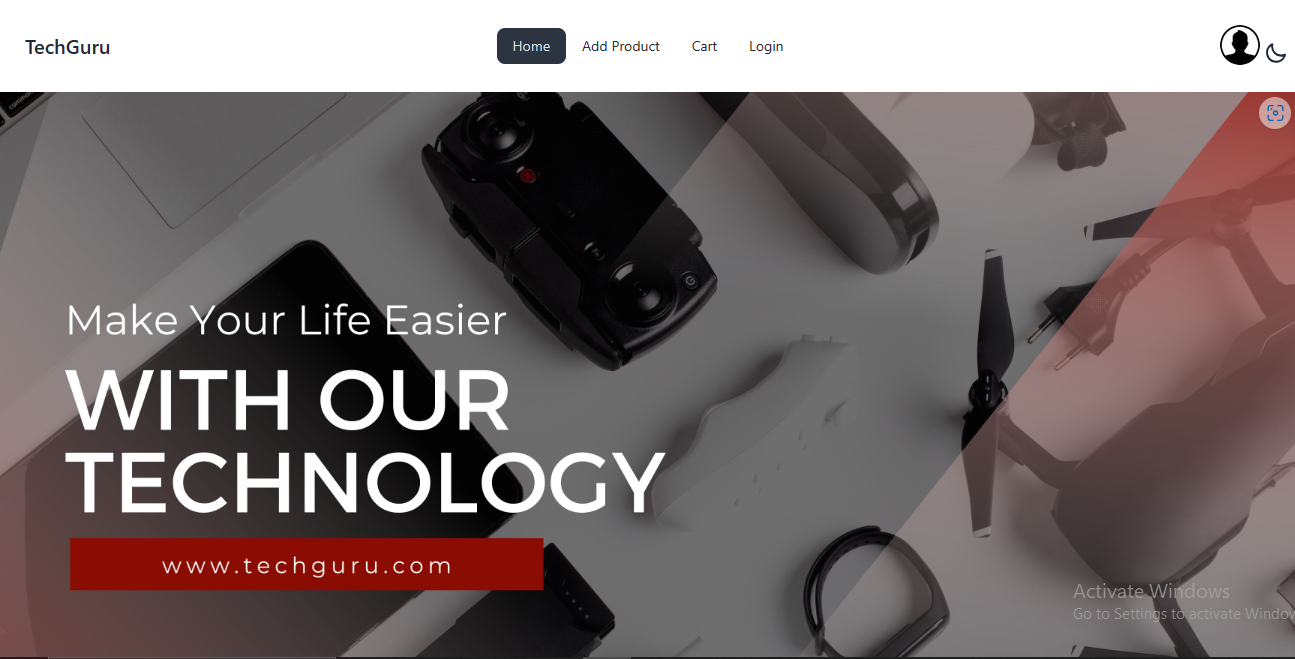 TechGuru
Home
Add Product
Cart
Login
Make Your Life Easier
WITH OUR
TECHNOLOGY
www.techguru.com
Activate Windows
Go to Settings to activate Window